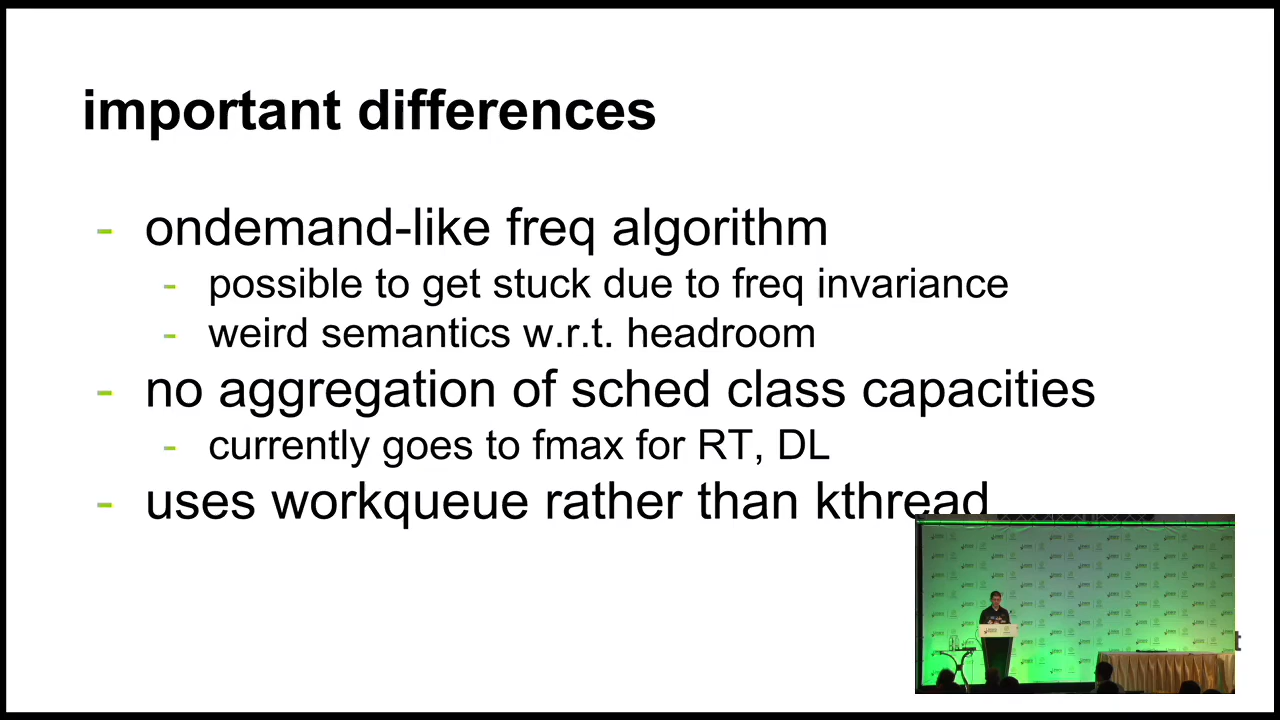 important differences
- ondemand-like freq algorithm
- possible to get stuck due to freq invariance
- weird semantics w.r.t. headroom
- no aggregation of sched class capacities
- currently goes to fmax for RT, DL
- uses workqueue rather than kthread